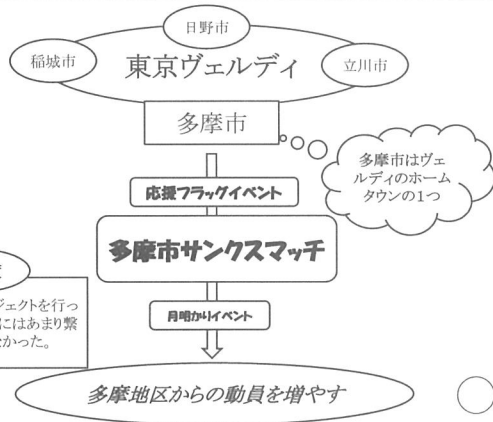 日野市
稲城市
東京ヴェルディ
立川市
多摩市
多摩市はヴェ
ルディのホーム
タウンの1つ
応援フラッグイベント
多摩市サンクスマッチ
ジェクトを行っ
にはあまり繋
かった。
月明かりイベント
多摩地区からの動員を増やす